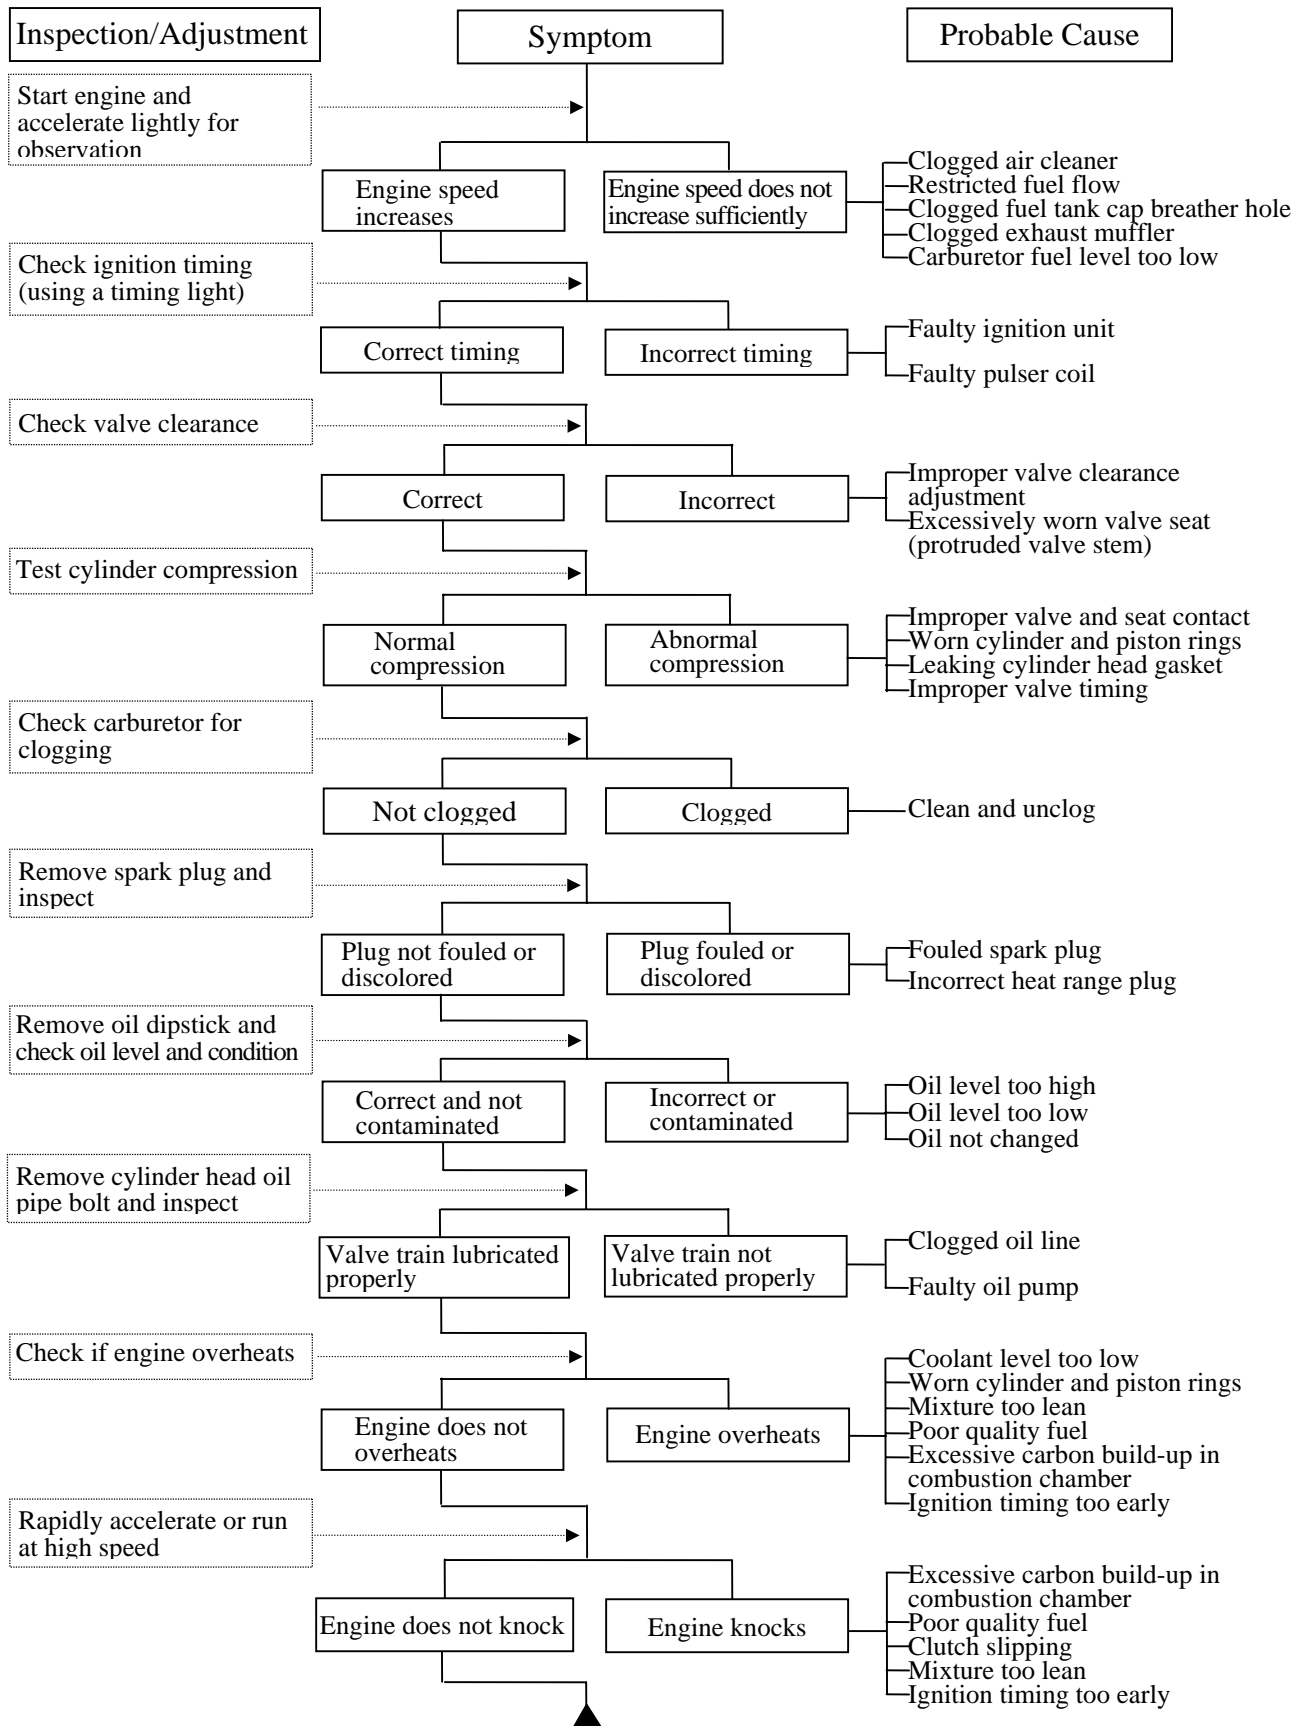 Inspection/Adjustment
Symptom
Probable Cause
Start engine and
accelerate lightly for
observation
Engine speed
increases
Engine speed does not
increase sufficiently
Clogged air cleaner
Restricted fuel flow
Clogged fuel tank cap breather hole
Clogged exhaust muffler
Carburetor fuel level too low
Check ignition timing
(using a timing light)
Correct timing
Incorrect timing
Faulty ignition unit
Faulty pulser coil
Check valve clearance
Correct
Incorrect
Improper valve clearance
adjustment
Excessively worn valve seat
(protruded valve stem)
Test cylinder compression
Normal
compression
Abnormal
compression
Improper valve and seat contact
Worn cylinder and piston rings
Leaking cylinder head gasket
Improper valve timing
Check carburetor for
clogging
Not clogged
Clogged
Clean and unclog
Remove spark plug and
inspect
Plug not fouled or
discolored
Plug fouled or
discolored
Fouled spark plug
Incorrect heat range plug
Remove oil dipstick and
check oil level and condition
Correct and not
contaminated
Incorrect or
contaminated
Oil level too high
Oil level too low
Oil not changed
Remove cylinder head oil
pipe bolt and inspect
Valve train lubricated
properly
Valve train not
lubricated properly
Clogged oil line
Faulty oil pump
Check if engine overheats
Engine does not
overheats
Engine overheats
Coolant level too low
Worn cylinder and piston rings
Mixture too lean
Poor quality fuel
Excessive carbon build-up in
combustion chamber
Ignition timing too early
Rapidly accelerate or run
at high speed
Engine does not knock
Engine knocks
Excessive carbon build-up in
combustion chamber
Poor quality fuel
Clutch slipping
Mixture too lean
Ignition timing too early